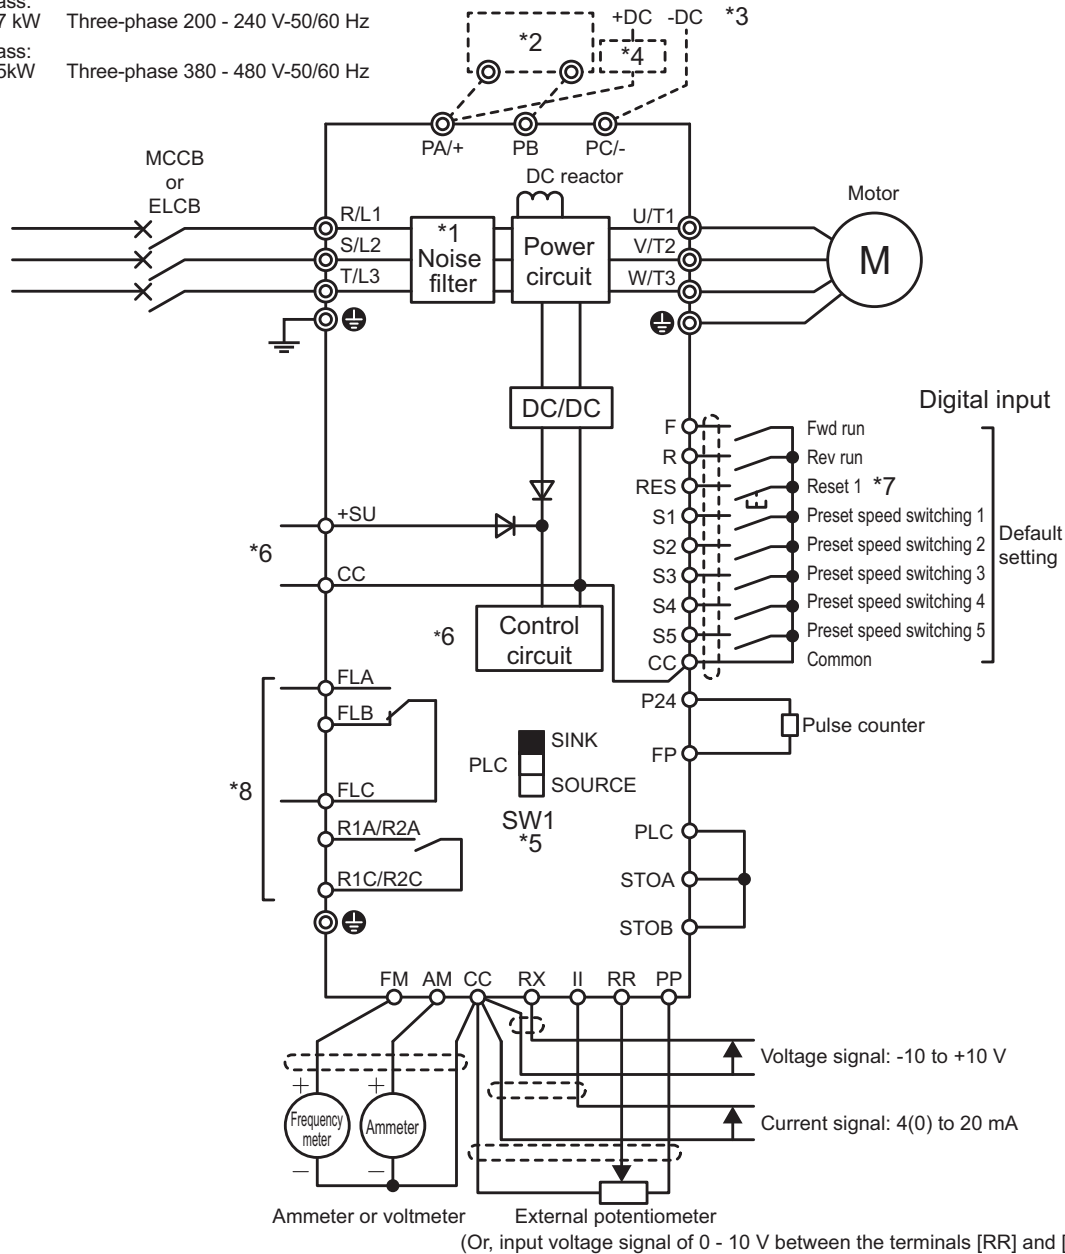 ass:
7 kW Three-phase 200 - 240 V-50/60 Hz
ass:
5kW Three-phase 380 - 480 V-50/60 Hz
+DC -DC *3
*2
*4
PA/+ PB PC/-
DC reactor
MCCB
or
ELCB
Motor
R/L1
S/L2
T/L3
*1
Noise
filter
Power
circuit
U/T1
V/T2
W/T3
M
DC/DC
Digital input
F Fwd run
R Rev run
RES Reset 1 *7
S1 Preset speed switching 1
S2 Preset speed switching 2
S3 Preset speed switching 3
S4 Preset speed switching 4
S5 Preset speed switching 5
CC Common
Default
setting
+SU
*6
CC
*6
Control
circuit
FLA
FLB
FLC
*8
R1A/R2A
R1C/R2C
PLC
SINK
SOURCE
SW1
*5
P24
FP
Pulse counter
PLC
STOA
STOB
FM AM CC RX II RR PP
Voltage signal: -10 to +10 V
Current signal: 4(0) to 20 mA
+ +
Frequency
meter
Ammeter
− −
Ammeter or voltmeter
External potentiometer
(Or, input voltage signal of 0 - 10 V between the terminals [RR] and [